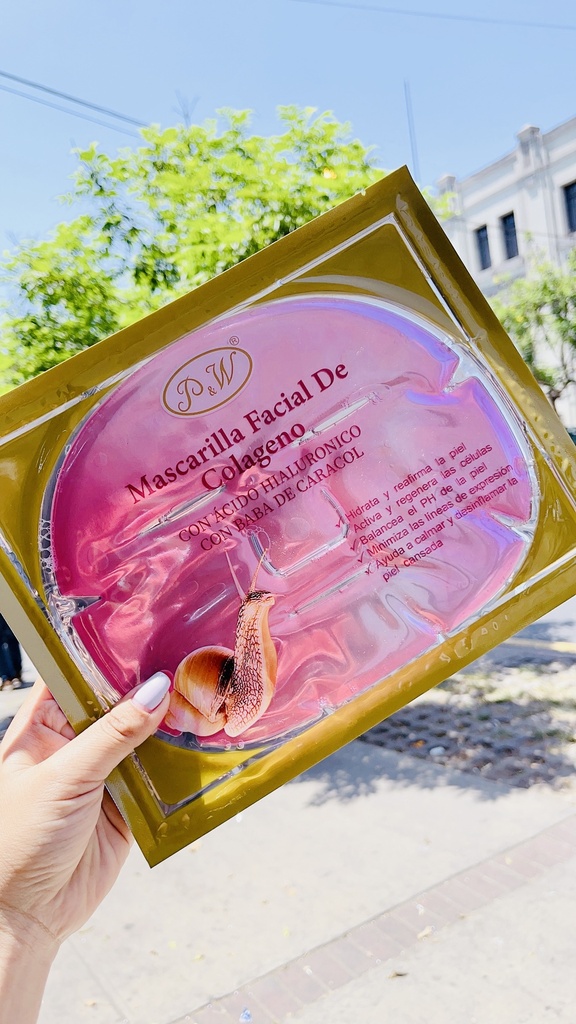 P&W®
Mascarilla Facial De
Colageno
CON ÁCIDO HIALURONICO
CON BABA DE CARACOL
✓ Hidrata y reafirma la piel
✓ Activa y regenera las células
✓ Balancea el PH de la piel
✓ Minimiza las líneas de expresión
✓ Ayuda a calmar y desinflamar la
piel cansada